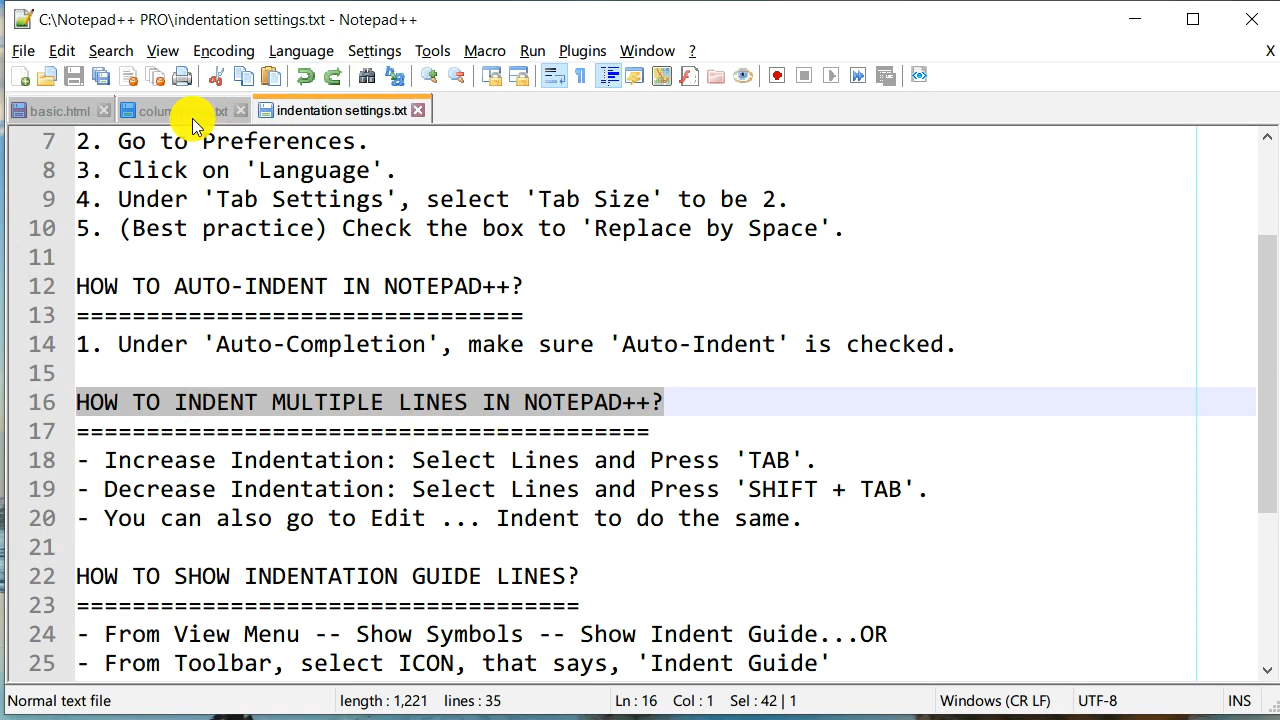 C:\Notepad++ PRO\indentation settings.txt - Notepad++
File Edit Search View Encoding Language Settings Tools Macro Run Plugins Window ? X
basic.html indentation settings.txt
7 2. Go to Preferences.
8 3. Click on 'Language'.
9 4. Under 'Tab Settings', select 'Tab Size' to be 2.
10 5. (Best practice) Check the box to 'Replace by Space'.
11
12 HOW TO AUTO-INDENT IN NOTEPAD++?
13 ================================
14 1. Under 'Auto-Completion', make sure 'Auto-Indent' is checked.
15
16 HOW TO INDENT MULTIPLE LINES IN NOTEPAD++?
17 =========================================
18 - Increase Indentation: Select Lines and Press 'TAB'.
19 - Decrease Indentation: Select Lines and Press 'SHIFT + TAB'.
20 - You can also go to Edit ... Indent to do the same.
21
22 HOW TO SHOW INDENTATION GUIDE LINES?
23 ====================================
24 - From View Menu -- Show Symbols -- Show Indent Guide...OR
25 - From Toolbar, select ICON, that says, 'Indent Guide'
Normal text file length : 1,221 lines : 35 Ln : 16 Col : 1 Sel : 42 | 1 Windows (CR LF) UTF-8 INS